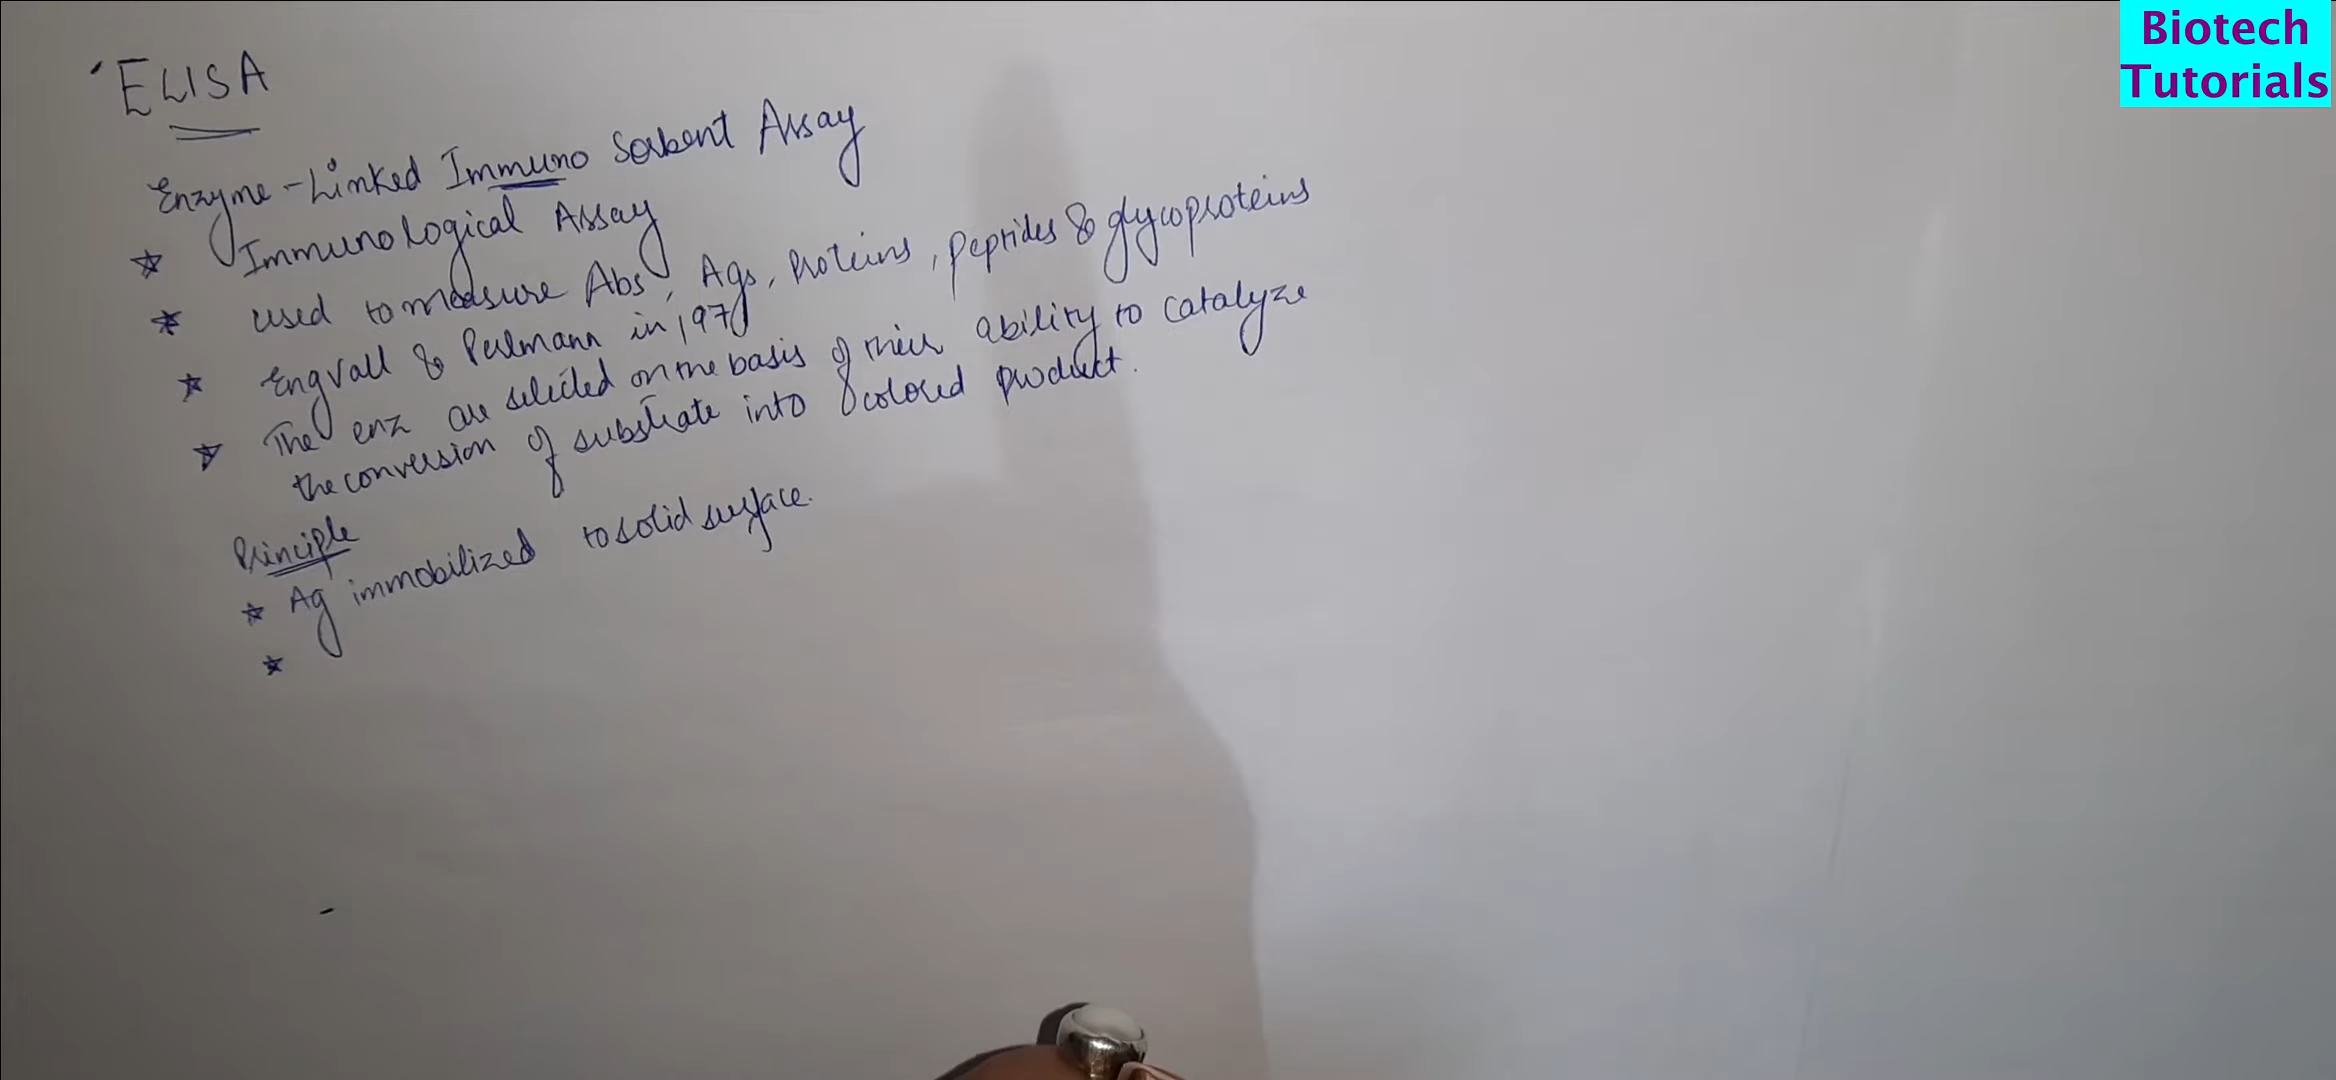 Biotech
Tutorials
ELISA
Enzyme-Linked Immuno Sorbent Assay
★ Immunological Assay
★ used to measure Abs, Ags, Proteins, peptides & glycoproteins
★ Engvall & Perlmann in 1970
★ The enz are selected on the basis of their ability to catalyze
the conversion of substrate into colored product.
Principle
★ Ag immobilized to solid surface.
★